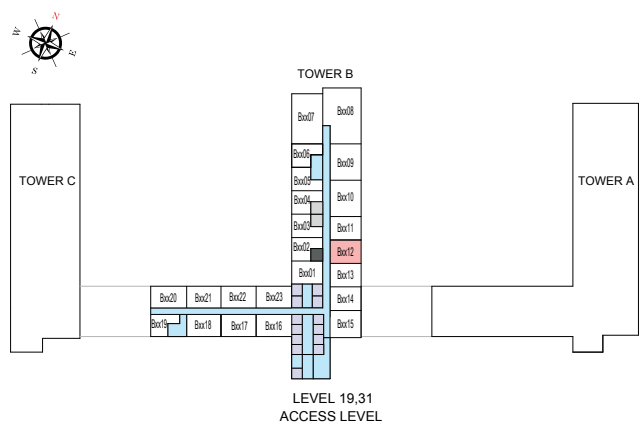 N
W
E
S
TOWER B
TOWER C
TOWER A
Bxx07
Bxx08
Bxx06
Bxx09
Bxx05
Bxx10
Bxx04
Bxx03
Bxx11
Bxx02
Bxx12
Bxx01
Bxx13
Bxx20
Bxx21
Bxx22
Bxx23
Bxx14
Bxx19
Bxx18
Bxx17
Bxx16
Bxx15
LEVEL 19,31
ACCESS LEVEL